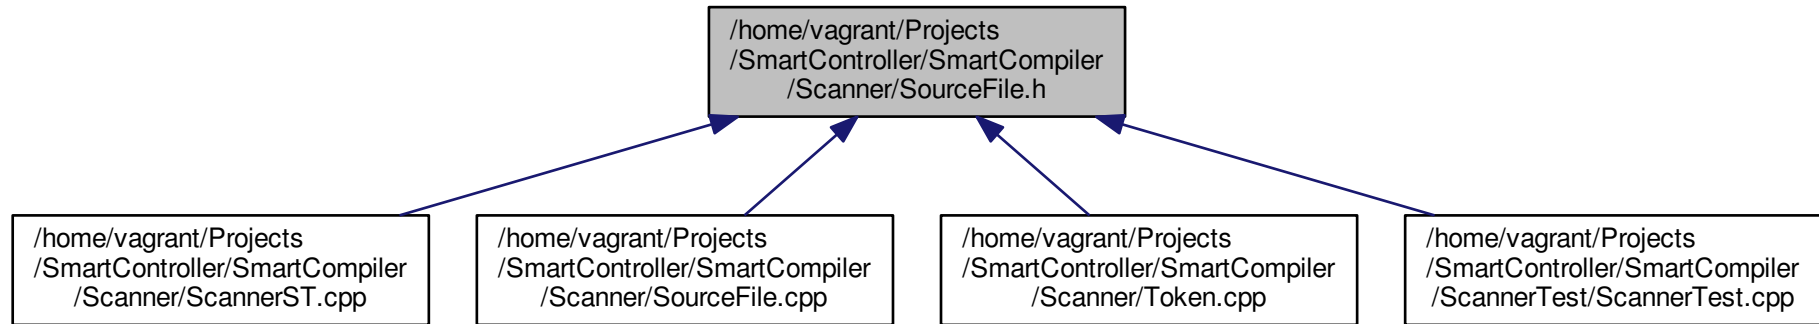 /home/vagrant/Projects
/SmartController/SmartCompiler
/Scanner/SourceFile.h
/home/vagrant/Projects
/SmartController/SmartCompiler
/Scanner/ScannerST.cpp
/home/vagrant/Projects
/SmartController/SmartCompiler
/Scanner/SourceFile.cpp
/home/vagrant/Projects
/SmartController/SmartCompiler
/Scanner/Token.cpp
/home/vagrant/Projects
/SmartController/SmartCompiler
/ScannerTest/ScannerTest.cpp